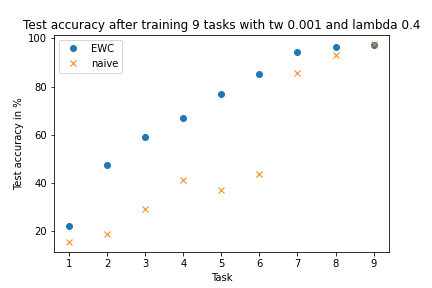 Test accuracy after training 9 tasks with tw 0.001 and lambda 0.4
EWC
naive
Test accuracy in %
100
80
60
40
20
1 2 3 4 5 6 7 8 9
Task